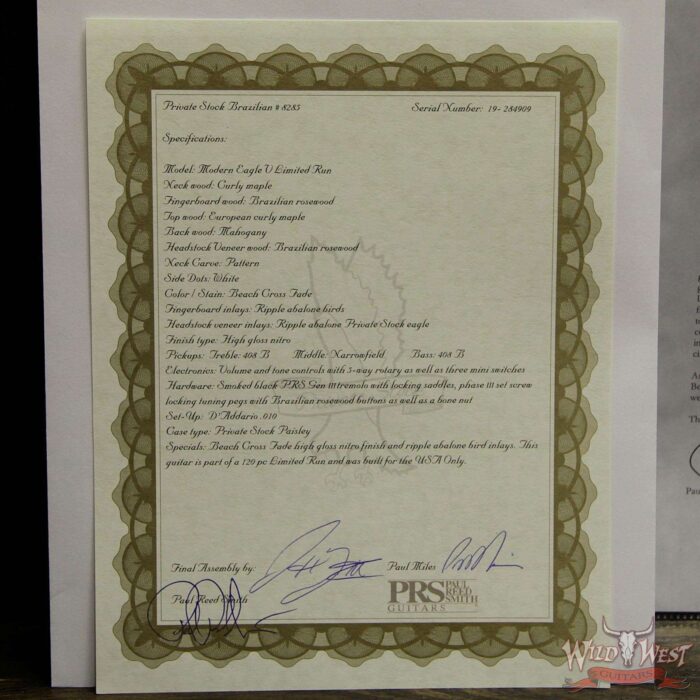 Private Stock Brazilian # 8285 Serial Number: 19-284909
Specifications:
Model: Modern Eagle V Limited Run
Neck wood: Curly maple
Fingerboard wood: Brazilian rosewood
Top wood: European curly maple
Back wood: Mahogany
Headstock Veneer wood: Brazilian rosewood
Neck Carve: Pattern
Side Dots: White
Color / Stain: Beach Cross Fade
Fingerboard inlays: Ripple abalone birds
Headstock veneer inlays: Ripple abalone Private Stock eagle
Finish type: High gloss nitro
Pickups: Treble: 408 B Middle: Narrowfield Bass: 408 B
Electronics: Volume and tone controls with 5-way rotary as well as three mini switches
Hardware: Smoked black PRS Gen III tremolo with locking saddles, phase III set screw
locking tuning pegs with Brazilian rosewood buttons as well as a bone nut
Set-Up: D'Addario .010
Case type: Private Stock Paisley
Specials: Beach Cross Fade high gloss nitro finish and ripple abalone bird inlays. This
guitar is part of a 120 pc Limited Run and was built for the USA Only.
Final Assembly by: Paul Miles
Paul Reed Smith
PRS PAUL REED SMITH
GUITARS
WILD WEST
GUITARS